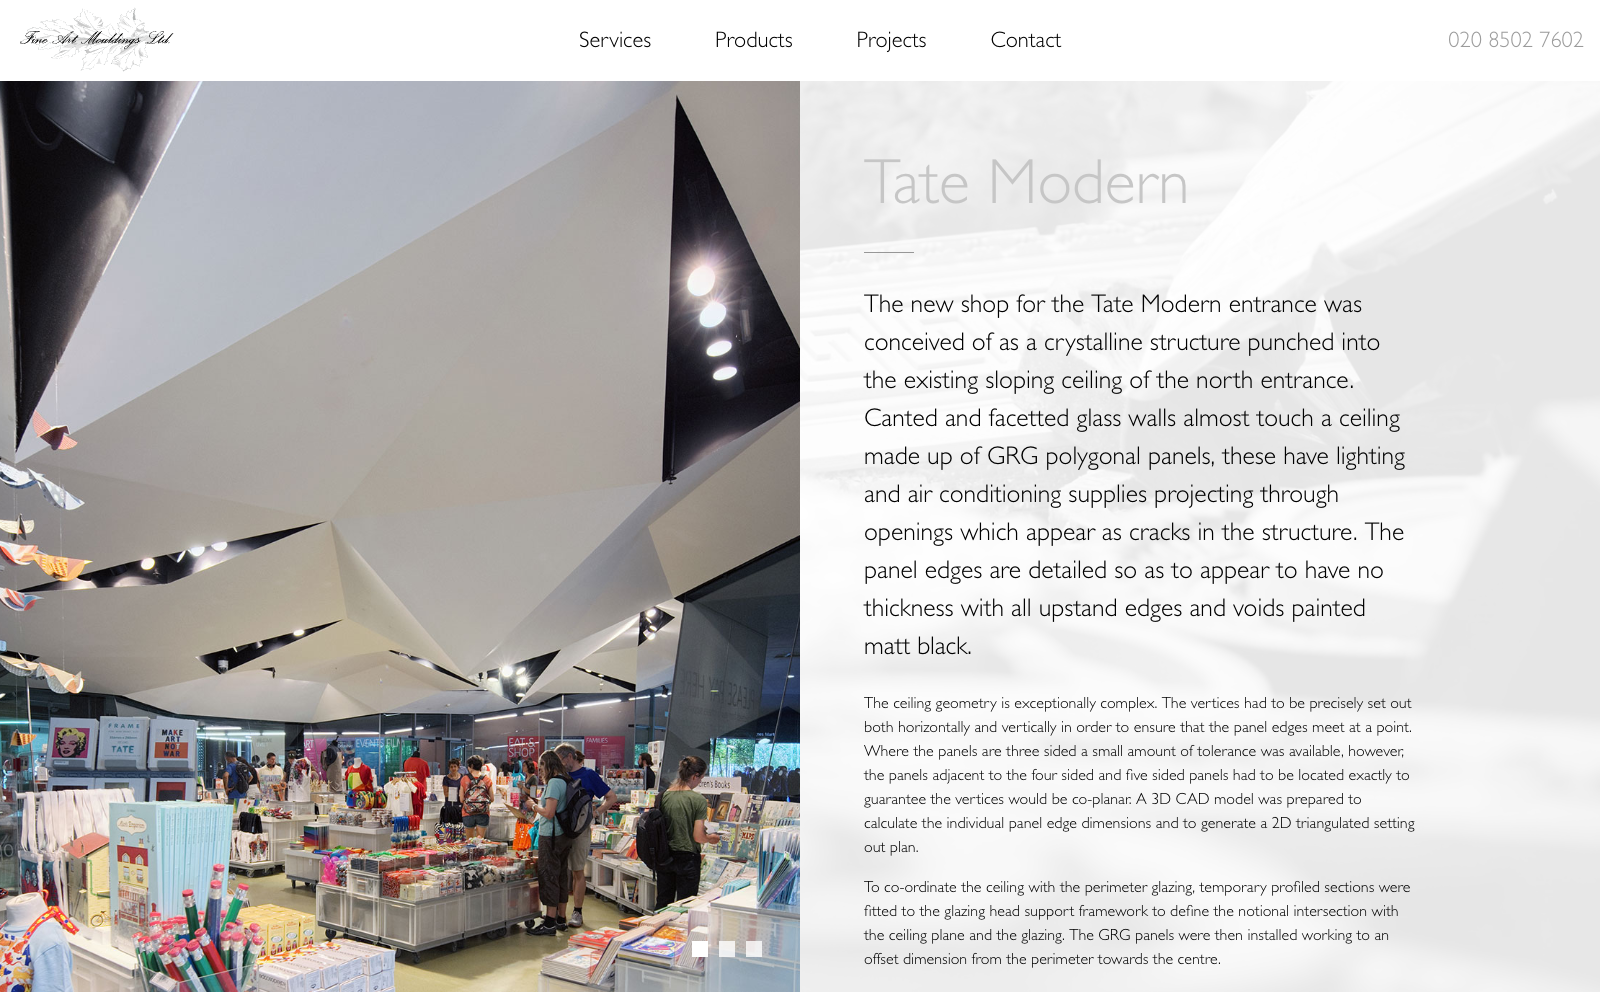 Fine Art Mouldings Ltd.
Services
Products
Projects
Contact
020 8502 7602
Tate Modern
The new shop for the Tate Modern entrance was
conceived of as a crystalline structure punched into
the existing sloping ceiling of the north entrance.
Canted and facetted glass walls almost touch a ceiling
made up of GRG polygonal panels, these have lighting
and air conditioning supplies projecting through
openings which appear as cracks in the structure. The
panel edges are detailed so as to appear to have no
thickness with all upstand edges and voids painted
matt black.
The ceiling geometry is exceptionally complex. The vertices had to be precisely set out
both horizontally and vertically in order to ensure that the panel edges meet at a point.
Where the panels are three sided a small amount of tolerance was available, however,
the panels adjacent to the four sided and five sided panels had to be located exactly to
guarantee the vertices would be co-planar. A 3D CAD model was prepared to
calculate the individual panel edge dimensions and to generate a 2D triangulated setting
out plan.
To co-ordinate the ceiling with the perimeter glazing, temporary profiled sections were
fitted to the glazing head support framework to define the notional intersection with
the ceiling plane and the glazing. The GRG panels were then installed working to an
offset dimension from the perimeter towards the centre.
FRAME
TATE
MAKE
ART
NOT
WAR
EVENTS
EAT &
SHOP
FAMILIES
Books